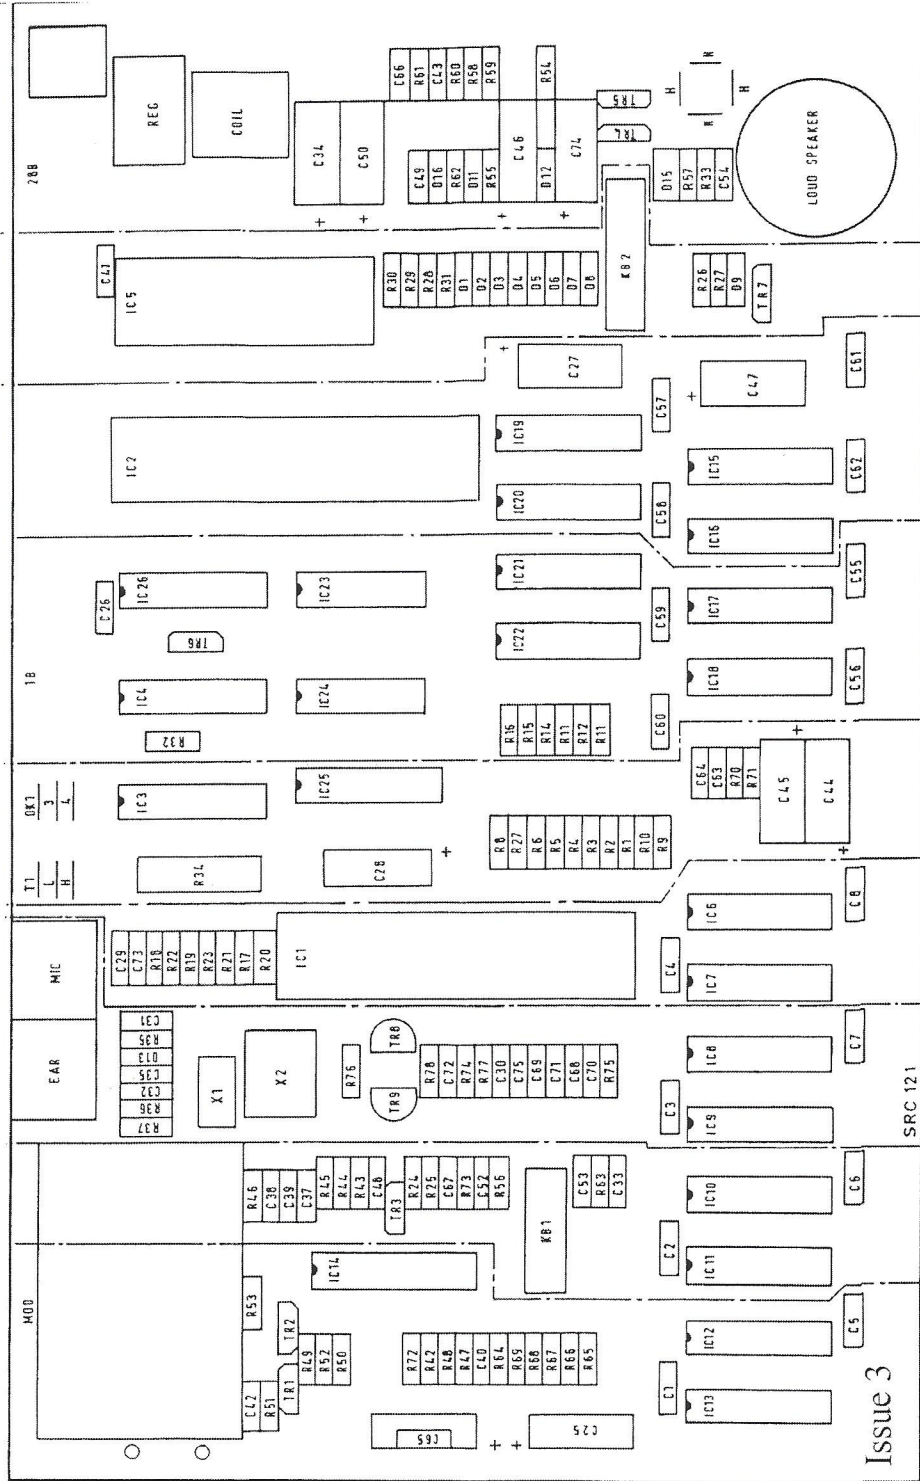 MOD
EAR
MIC
T1
L
H
OK1
3
4
1B
28B
REG
COIL
C34
C50
C66
R61
C43
R60
R58
R59
C49
D16
R62
D11
R55
C46
R54
D12
C74
TR5
TR4
H
N
N
H
D15
R57
R33
C54
LOUD SPEAKER
C41
IC5
R30
R29
R28
R31
D1
D2
D3
D4
D5
D6
D7
D8
KB2
R26
R27
D9
TR7
IC2
C27
C57
C47
C61
IC19
IC20
C58
IC15
IC16
C62
C26
IC26
IC23
TR6
IC4
IC24
R32
IC21
IC22
C59
C60
IC17
IC18
C55
C56
R16
R15
R14
R11
R12
R11
IC3
IC25
R34
C28
R8
R27
R6
R5
R4
R3
R2
R1
R10
R9
C64
C63
R70
R71
C45
C44
C29
C73
R18
R22
R19
R23
R21
R17
R20
IC1
C4
IC6
IC7
C8
C31
R35
D13
C35
C32
R36
R37
X1
X2
R76
TR8
TR9
R78
C72
R74
R77
C30
C75
C69
C71
C68
C70
R75
C3
IC8
IC9
C7
R46
C38
C39
C37
R45
R44
R43
C48
TR3
R24
R25
C67
R73
C52
R56
KB1
C53
R63
C33
C2
IC10
IC11
C6
IC14
R53
TR2
C42
R51
TR1
R49
R52
R50
R72
R42
R48
R47
C40
R64
R69
R68
R67
R66
R65
C65
C25
C1
IC12
IC13
C5
SRC 121
Issue 3